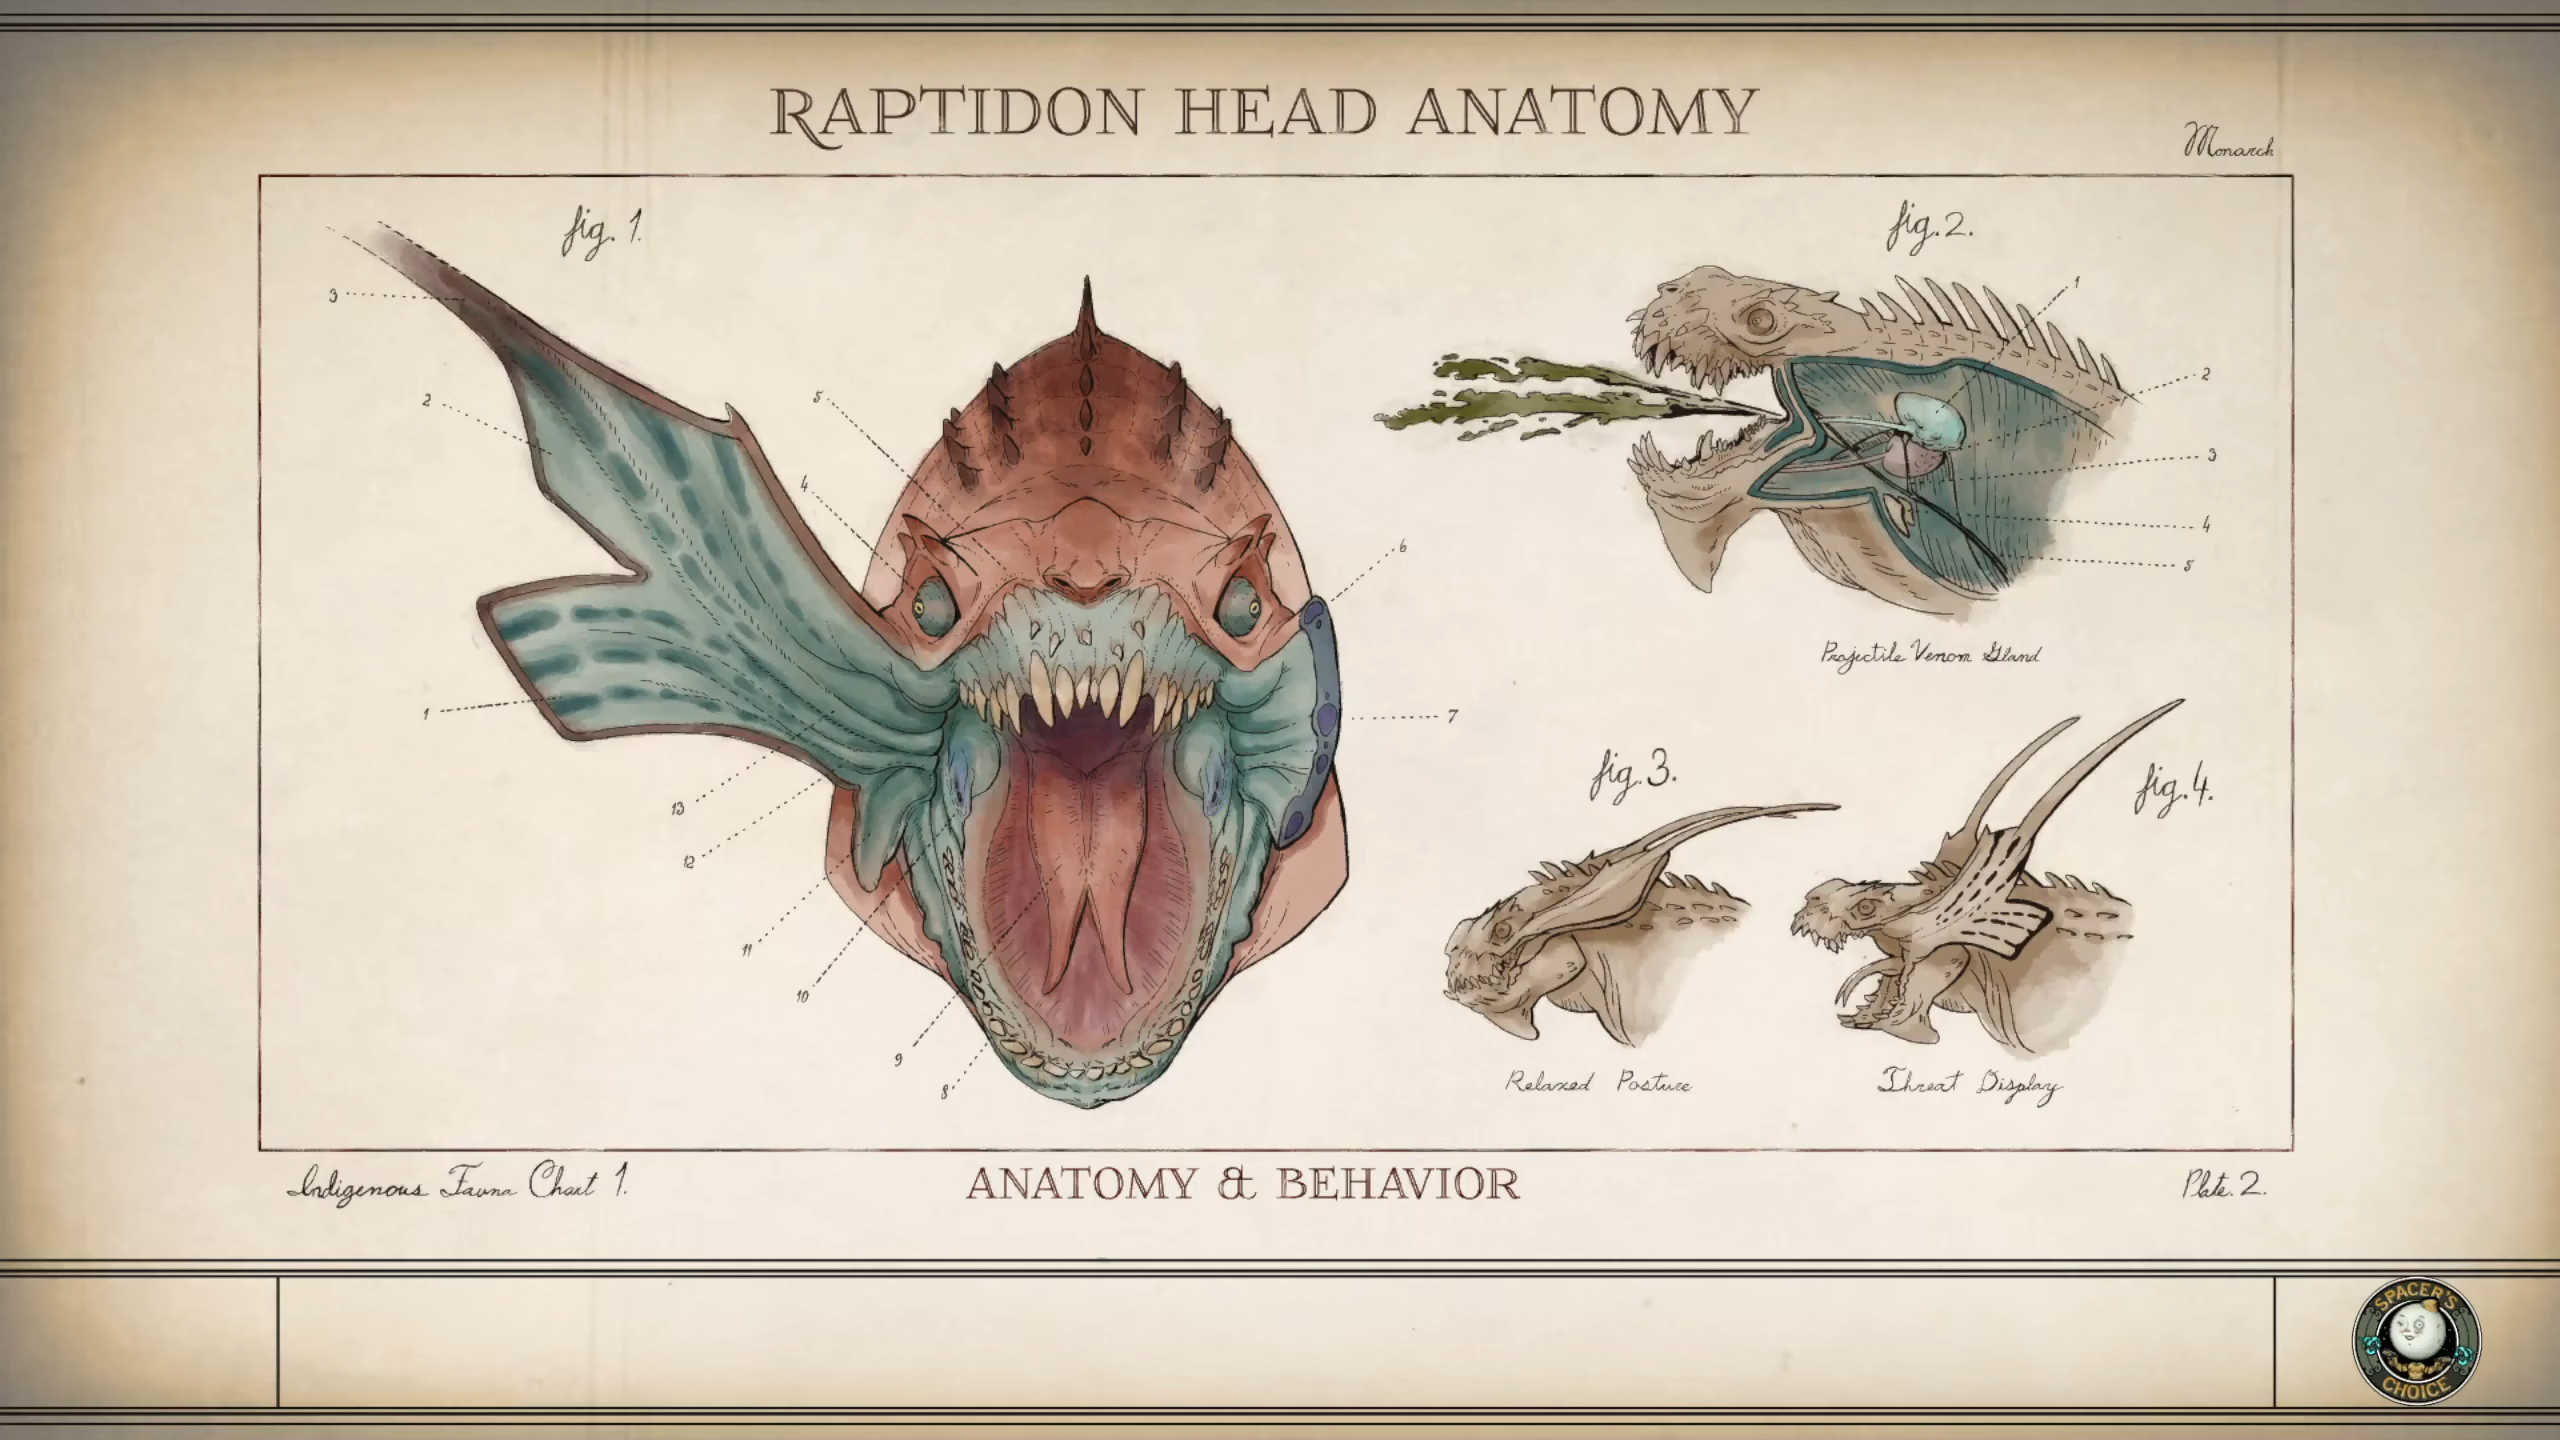 RAPTIDON HEAD ANATOMY
Monarch
fig. 1.
3
2
5
4
6
1
7
13
12
11
10
9
8
fig. 2.
1
2
3
4
5
Projectile Venom Gland
fig. 3.
Relaxed Posture
fig. 4.
Threat Display
Indigenous Fauna Chart 1.
ANATOMY & BEHAVIOR
Plate. 2.
SPACER'S
CHOICE